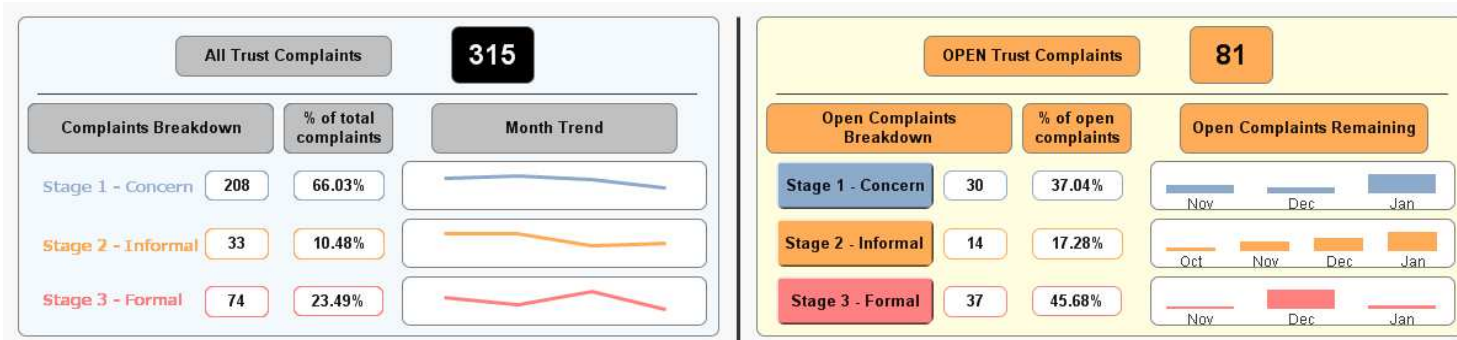 All Trust Complaints 315
Complaints Breakdown
% of total
complaints
Month Trend
Stage 1 - Concern 208 66.03%
Stage 2 - Informal 33 10.48%
Stage 3 - Formal 74 23.49%
OPEN Trust Complaints 81
Open Complaints
Breakdown
% of open
complaints
Open Complaints Remaining
Stage 1 - Concern 30 37.04%
Nov Dec Jan
Stage 2 - Informal 14 17.28%
Oct Nov Dec Jan
Stage 3 - Formal 37 45.68%
Nov Dec Jan